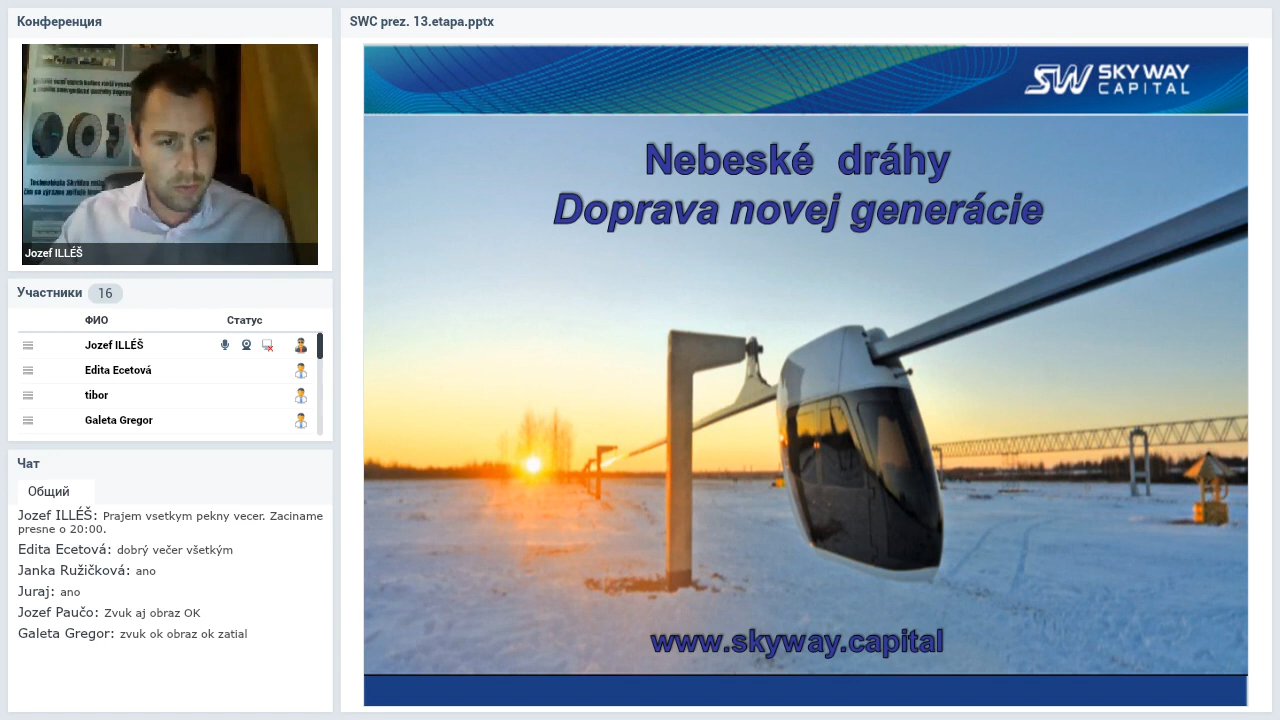 Конференция
Jozef ILLÉŠ
Участники 16
ФИО Статус
Jozef ILLÉŠ
Edita Ecetová
tibor
Galeta Gregor
Чат
Общий
Jozef ILLÉŠ: Prajem vsetkym pekny vecer. Zaciname
presne o 20:00.
Edita Ecetová: dobrý večer všetkým
Janka Ružičková: ano
Juraj: ano
Jozef Paučo: Zvuk aj obraz OK
Galeta Gregor: zvuk ok obraz ok zatial
SWC prez. 13.etapa.pptx
SW SKY WAY
CAPITAL
Nebeské dráhy
Doprava novej generácie
www.skyway.capital